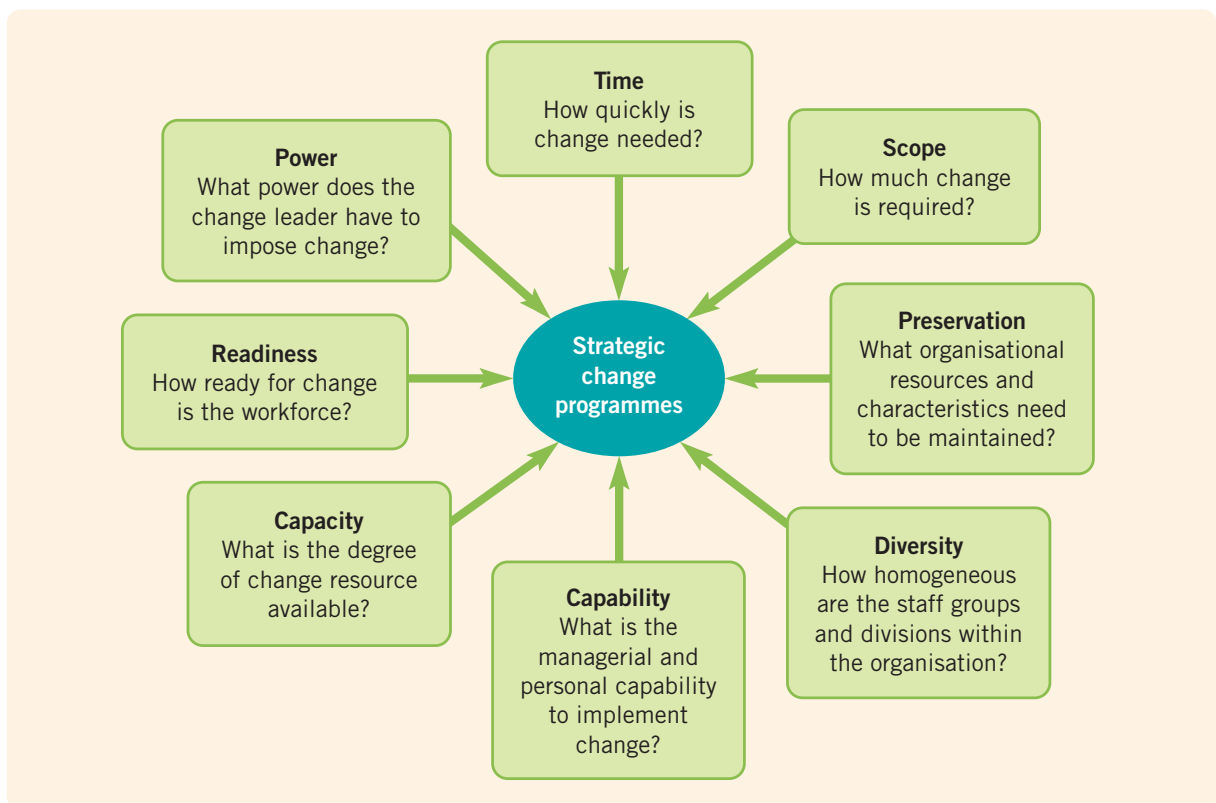 Time
How quickly is
change needed?
Scope
How much change
is required?
Preservation
What organisational
resources and
characteristics need
to be maintained?
Diversity
How homogeneous
are the staff groups
and divisions within
the organisation?
Capability
What is the
managerial and
personal capability
to implement
change?
Capacity
What is the degree
of change resource
available?
Readiness
How ready for change
is the workforce?
Power
What power does the
change leader have to
impose change?
Strategic
change
programmes